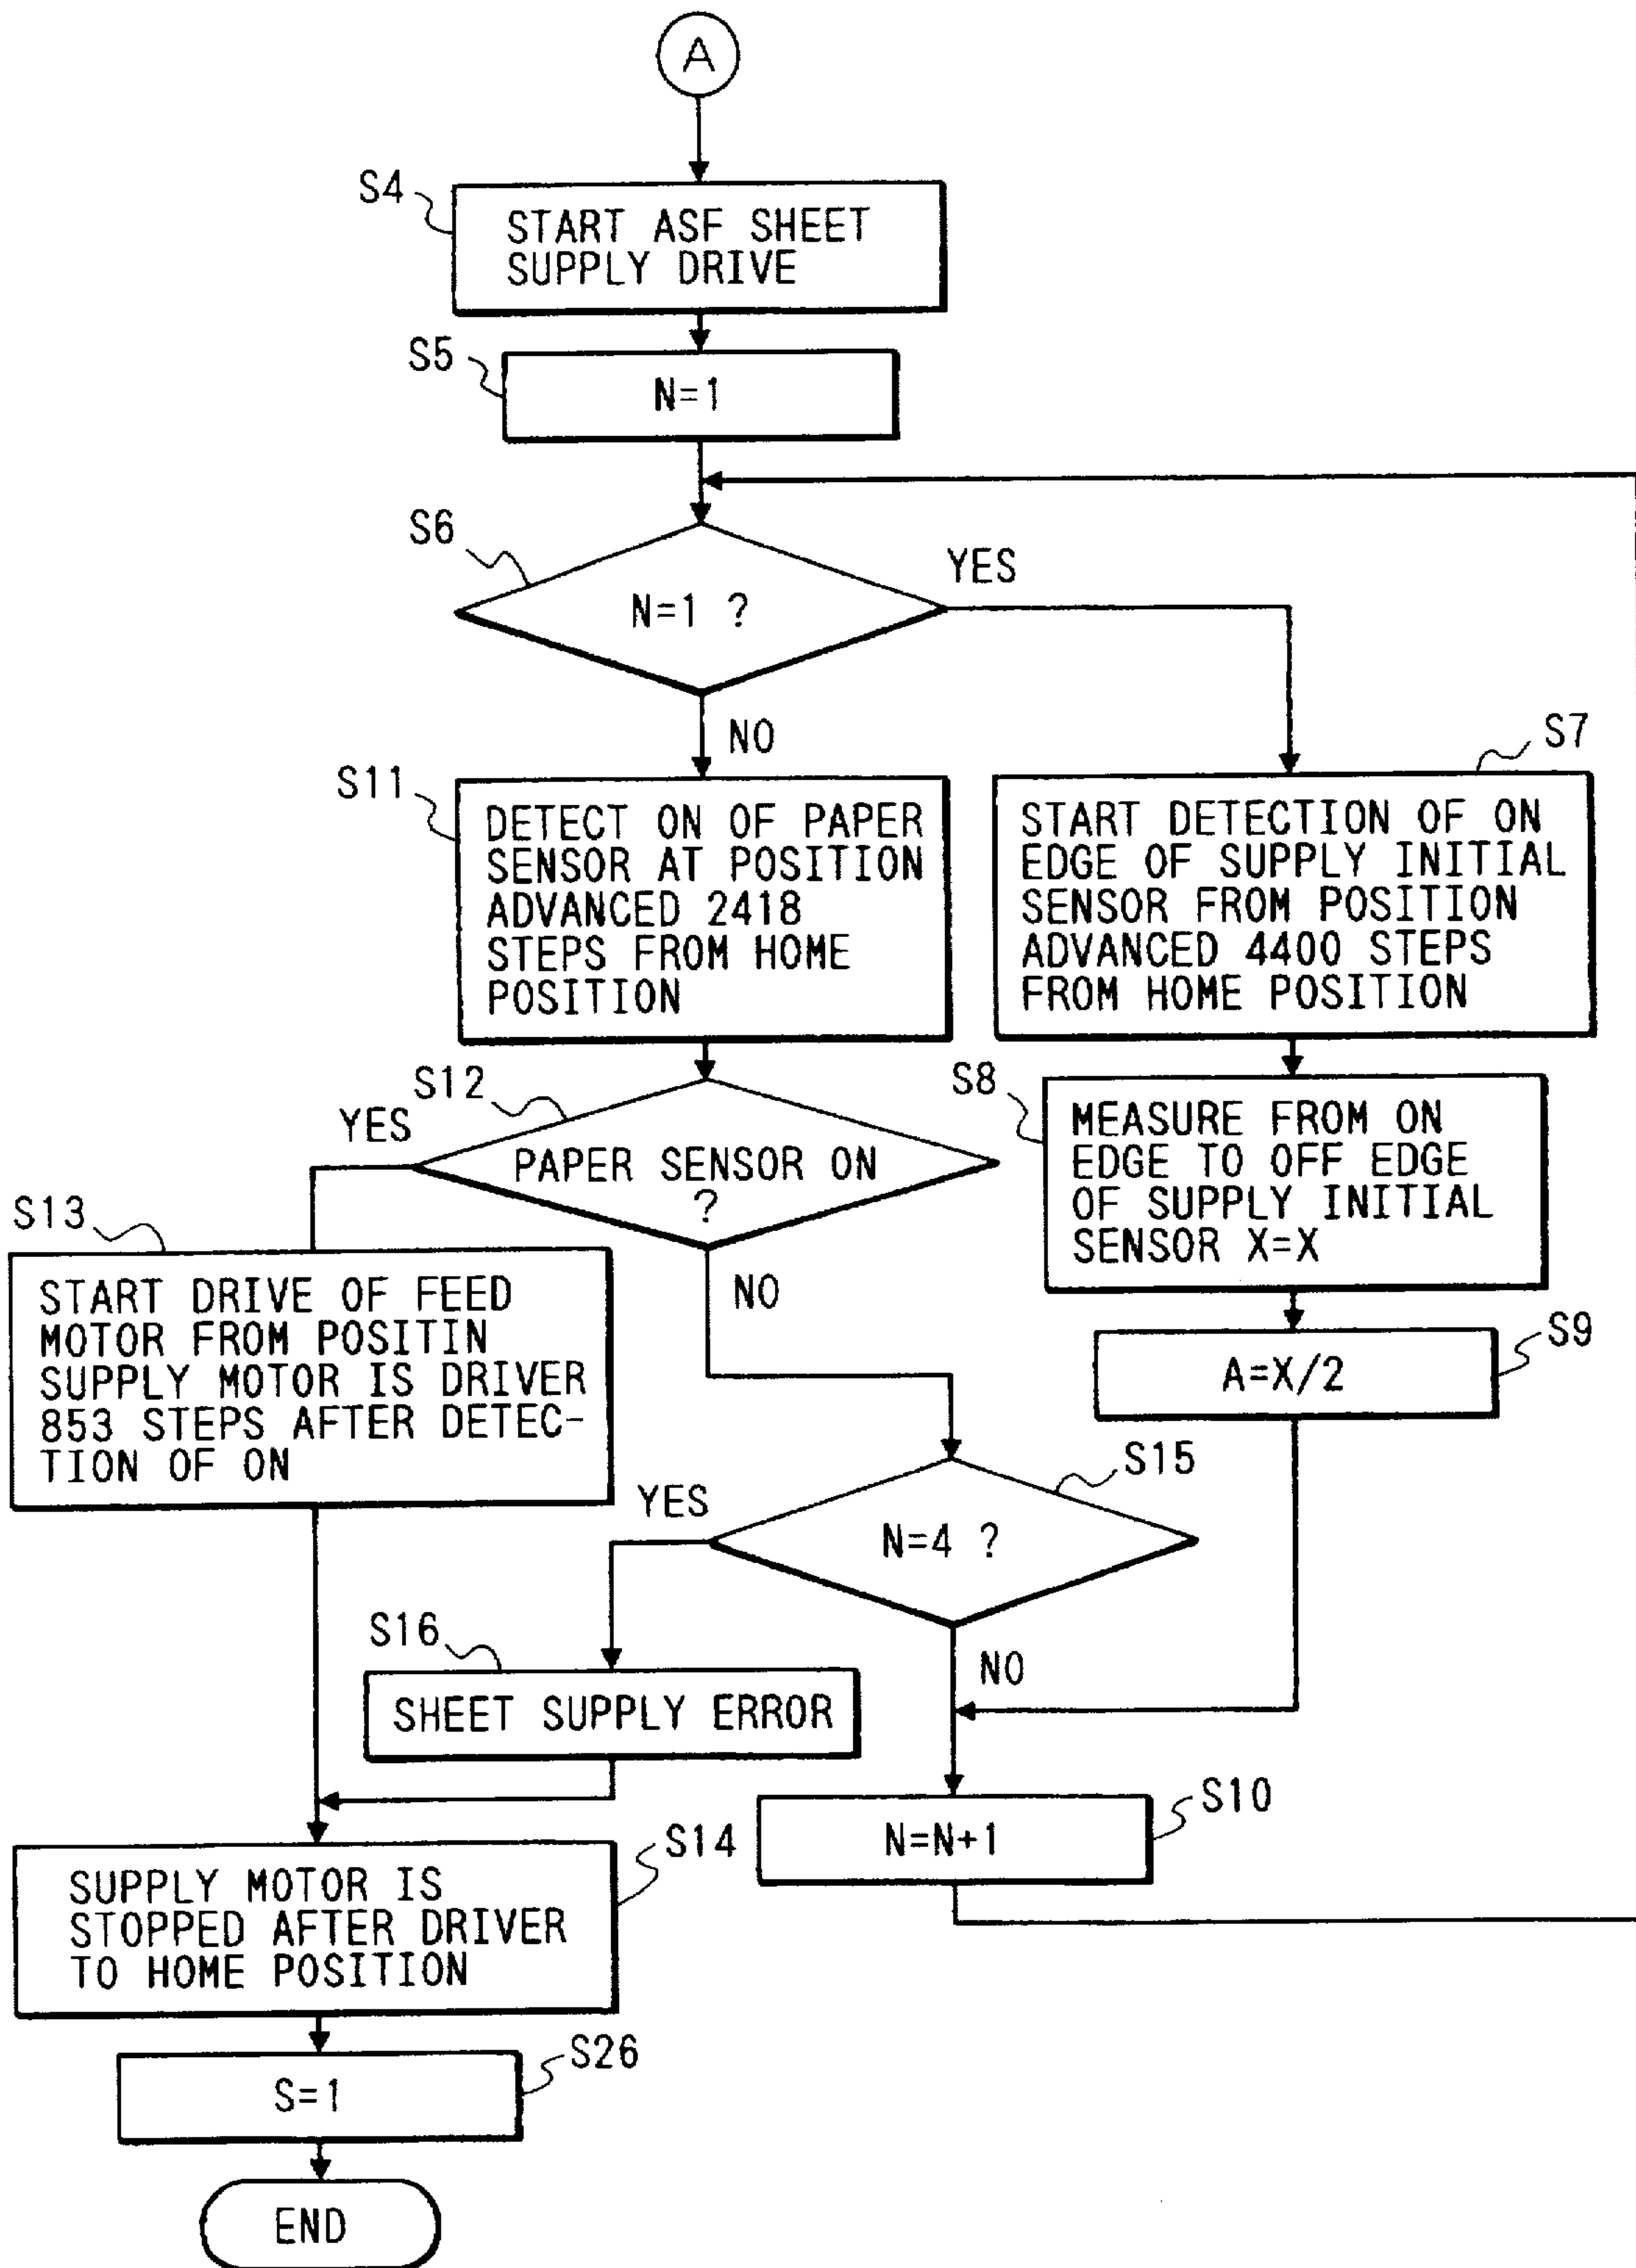 A
S4
START ASF SHEET
SUPPLY DRIVE
S5
N=1
S6
N=1 ?
YES
NO
S11
DETECT ON OF PAPER
SENSOR AT POSITION
ADVANCED 2418
STEPS FROM HOME
POSITION
S7
START DETECTION OF ON
EDGE OF SUPPLY INITIAL
SENSOR FROM POSITION
ADVANCED 4400 STEPS
FROM HOME POSITION
S12
YES
PAPER SENSOR ON
?
NO
S8
MEASURE FROM ON
EDGE TO OFF EDGE
OF SUPPLY INITIAL
SENSOR X=X
S13
START DRIVE OF FEED
MOTOR FROM POSITIN
SUPPLY MOTOR IS DRIVER
853 STEPS AFTER DETEC-
TION OF ON
S9
A=X/2
S15
YES
N=4 ?
NO
S16
SHEET SUPPLY ERROR
S10
N=N+1
S14
SUPPLY MOTOR IS
STOPPED AFTER DRIVER
TO HOME POSITION
S26
S=1
END